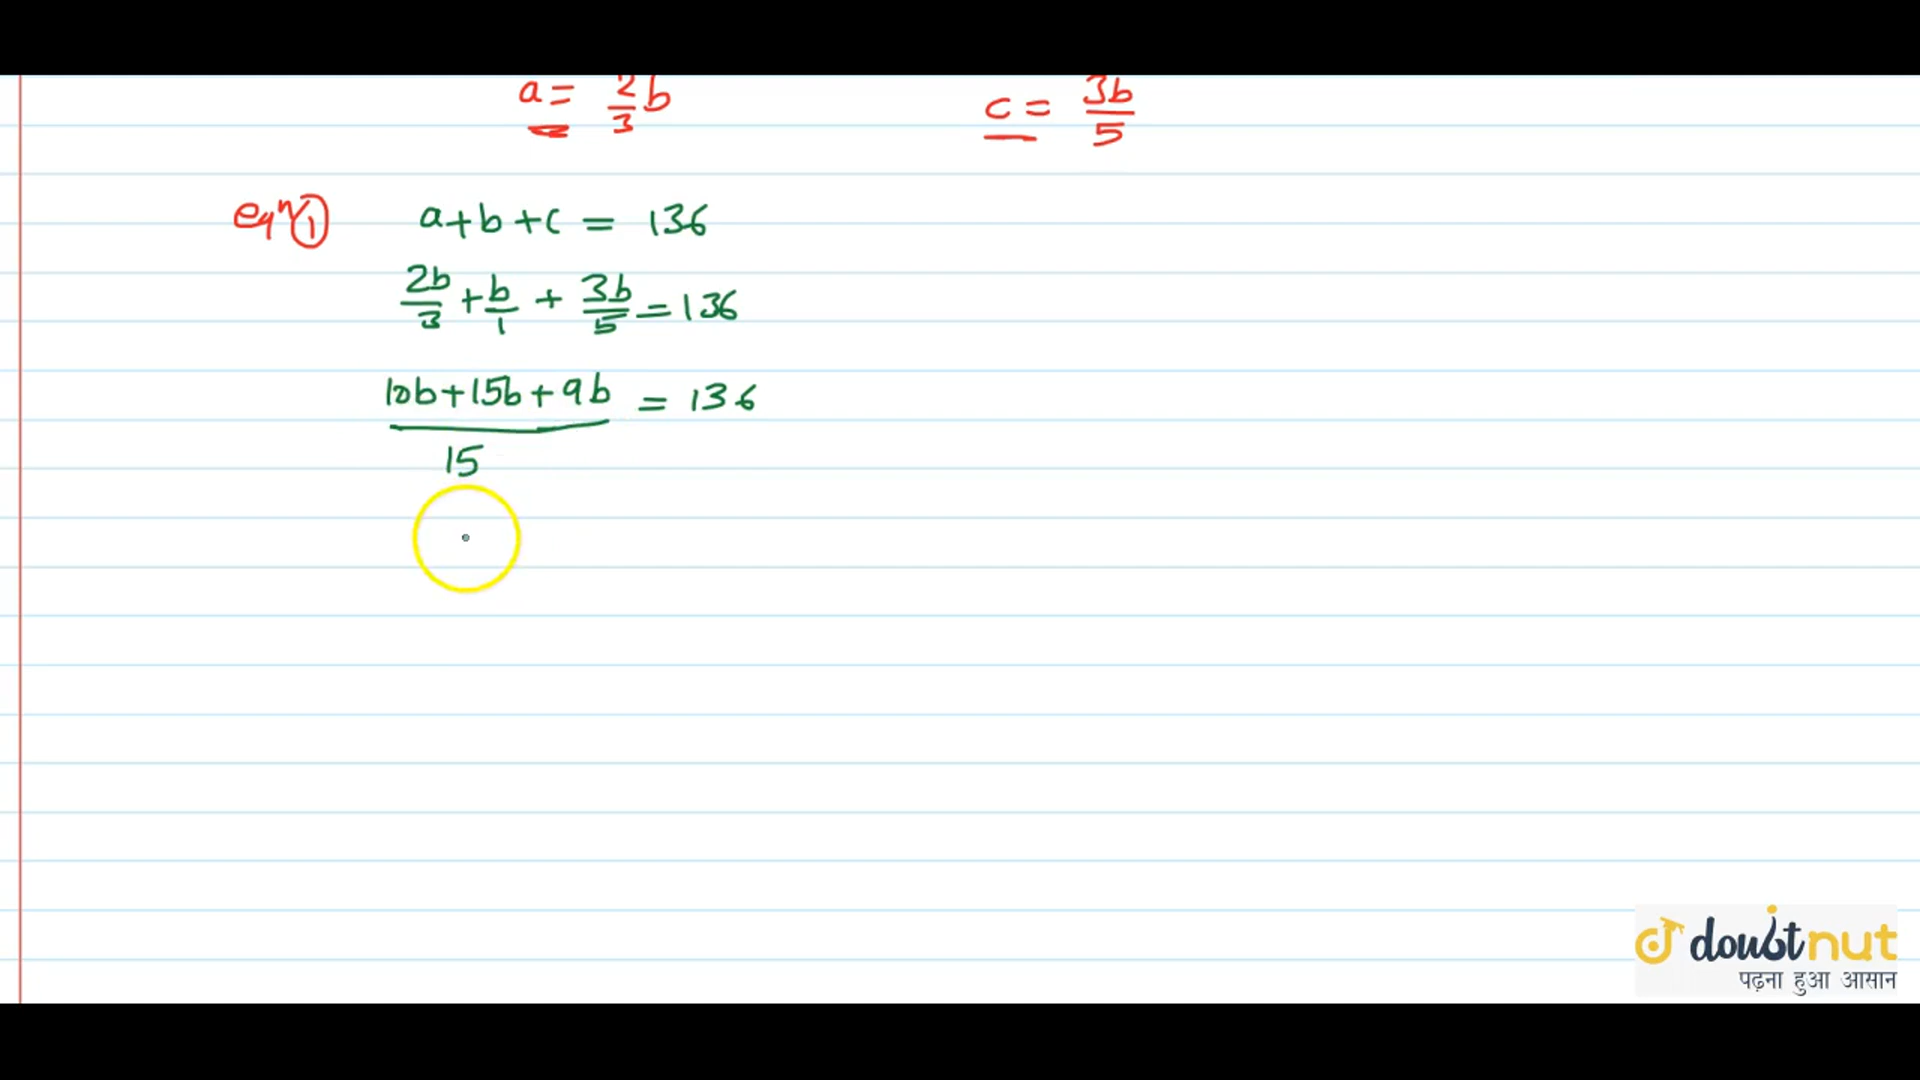 a = 2/3 b   c = 3b/5
eqⁿ ① a+b+c = 136
2b/3 + b/1 + 3b/5 = 136
10b+15b+9b / 15 = 136
doubtnut
पढ़ना हुआ आसान